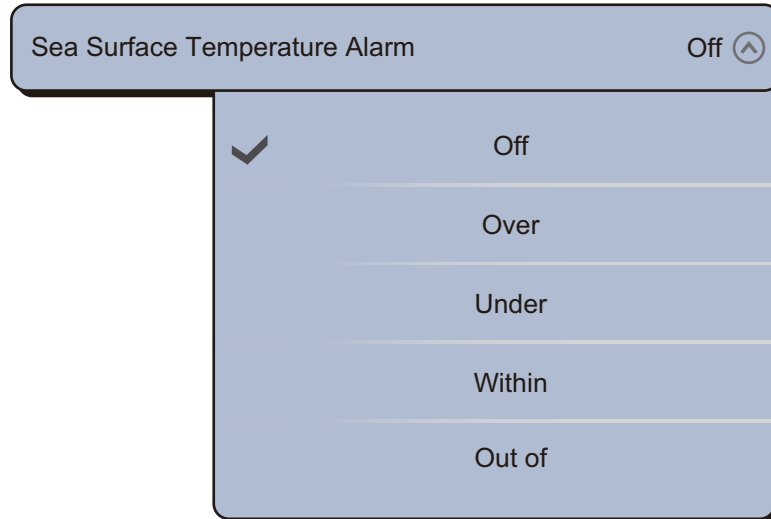 Sea Surface Temperature Alarm Off
Off
Over
Under
Within
Out of